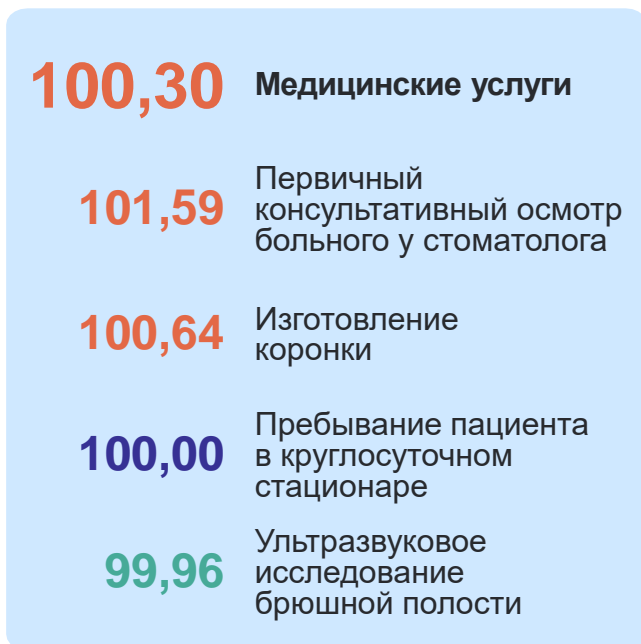 100,30 Медицинские услуги
101,59 Первичный
консультативный осмотр
больного у стоматолога
100,64 Изготовление
коронки
100,00 Пребывание пациента
в круглосуточном
стационаре
99,96 Ультразвуковое
исследование
брюшной полости